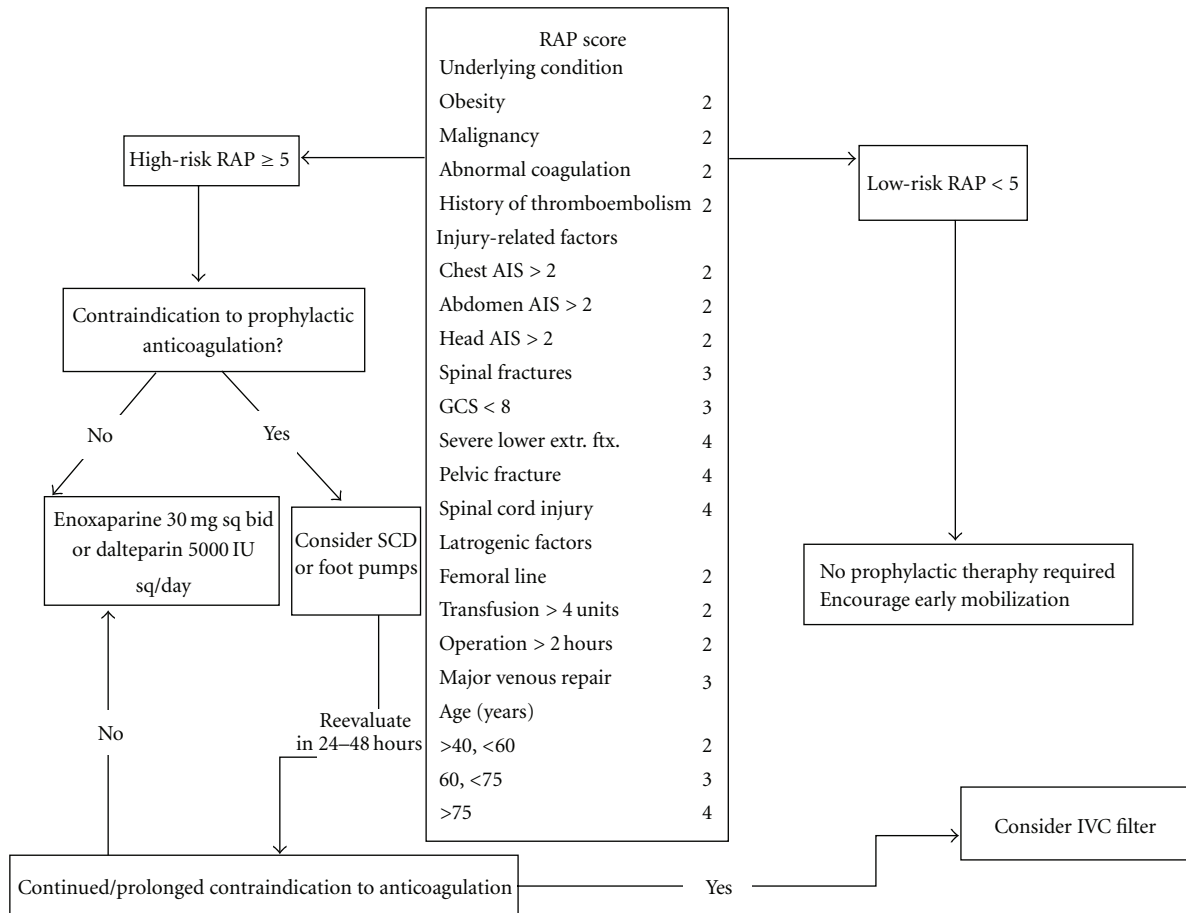 RAP score
Underlying condition
Obesity 2
Malignancy 2
Abnormal coagulation 2
History of thromboembolism 2
Injury-related factors
Chest AIS > 2 2
Abdomen AIS > 2 2
Head AIS > 2 2
Spinal fractures 3
GCS < 8 3
Severe lower extr. ftx. 4
Pelvic fracture 4
Spinal cord injury 4
Latrogenic factors
Femoral line 2
Transfusion > 4 units 2
Operation > 2 hours 2
Major venous repair 3
Age (years)
>40, <60 2
60, <75 3
>75 4
High-risk RAP ≥ 5
Contraindication to prophylactic
anticoagulation?
No
Yes
Enoxaparine 30 mg sq bid
or dalteparin 5000 IU
sq/day
Consider SCD
or foot pumps
Reevaluate
in 24–48 hours
No
Continued/prolonged contraindication to anticoagulation
Yes
Consider IVC filter
Low-risk RAP < 5
No prophylactic theraphy required
Encourage early mobilization